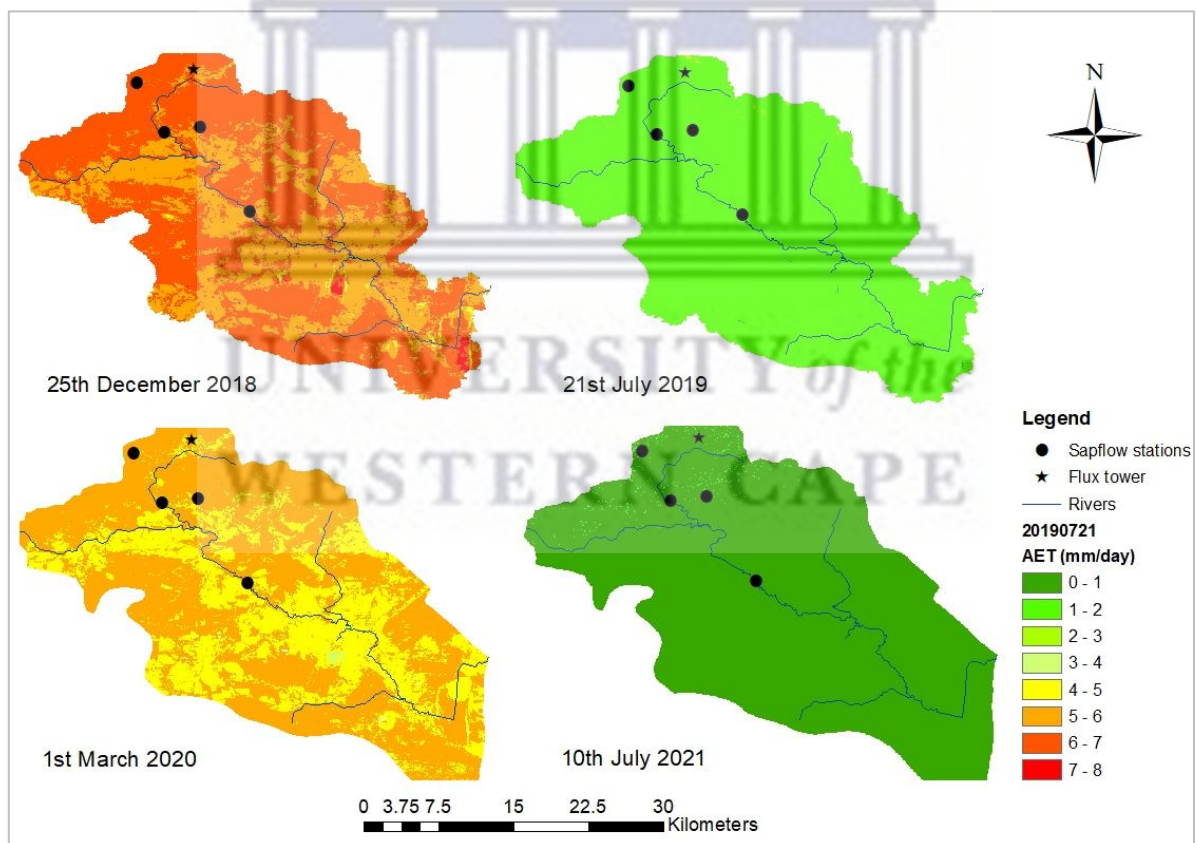 N
25th December 2018
21st July 2019
UNIVERSITY of the
WESTERN CAPE
1st March 2020
10th July 2021
Legend
Sapflow stations
Flux tower
Rivers
20190721
AET (mm/day)
0 - 1
1 - 2
2 - 3
3 - 4
4 - 5
5 - 6
6 - 7
7 - 8
0 3.75 7.5 15 22.5 30
Kilometers